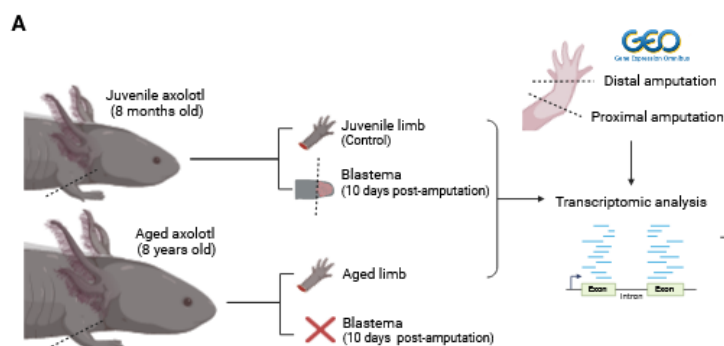 A
Juvenile axolotl
(8 months old)
Juvenile limb
(Control)
Blastema
(10 days post-amputation)
Aged axolotl
(8 years old)
Aged limb
Blastema
(10 days post-amputation)
GEO
Gene Expression Omnibus
Distal amputation
Proximal amputation
Transcriptomic analysis
Exon
Intron
Exon